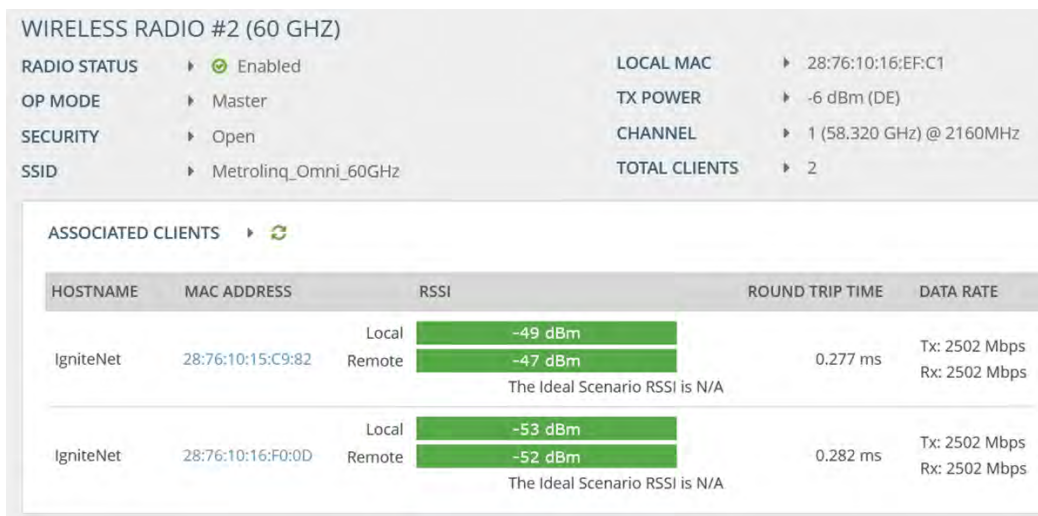 WIRELESS RADIO #2 (60 GHZ)
RADIO STATUS Enabled
OP MODE Master
SECURITY Open
SSID Metrolinq_Omni_60GHz
LOCAL MAC 28:76:10:16:EF:C1
TX POWER -6 dBm (DE)
CHANNEL 1 (58.320 GHz) @ 2160MHz
TOTAL CLIENTS 2
ASSOCIATED CLIENTS
HOSTNAME MAC ADDRESS RSSI ROUND TRIP TIME DATA RATE
Local -49 dBm
IgniteNet 28:76:10:15:C9:82 Remote -47 dBm 0.277 ms Tx: 2502 Mbps
Rx: 2502 Mbps
The Ideal Scenario RSSI is N/A
Local -53 dBm
IgniteNet 28:76:10:16:F0:0D Remote -52 dBm 0.282 ms Tx: 2502 Mbps
Rx: 2502 Mbps
The Ideal Scenario RSSI is N/A